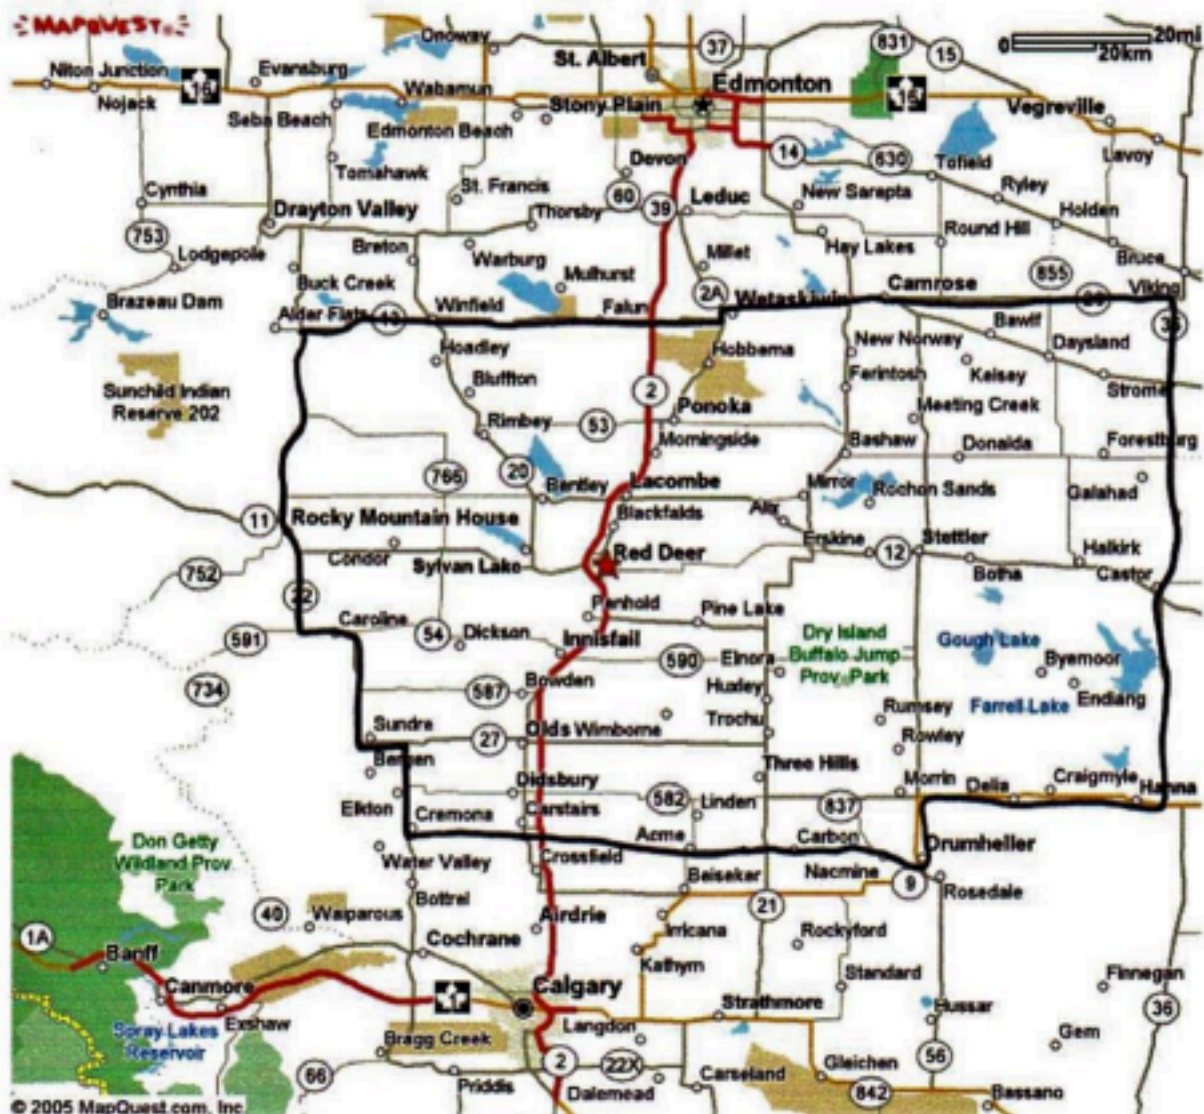 MAPQUEST
Onoway
37
831
15
0 20mi
20km
St. Albert
Edmonton
Niton Junction
16
Evansburg
Wabamun
Stony Plain
16
Vegreville
Nojack
Seba Beach
Edmonton Beach
Lavoy
Devon
14
630
Tofield
Tomahawk
Cynthia
St. Francis
60
39
Leduc
New Sarepta
Ryley
Drayton Valley
Thorsby
Holden
753
Breton
Warburg
Millet
Hay Lakes
Round Hill
Bruce
Lodgepole
Buck Creek
Mulhurst
855
Brazeau Dam
Winfield
Falun
2A
Wetaskiwin
Camrose
Viking
Alder Flats
13
Bawlf
Hoadley
Hobbema
New Norway
Daysland
Sunchild Indian
Reserve 202
Bluffton
2
Ferintosh
Kelsey
Strome
Rimbey
53
Ponoka
Meeting Creek
Morningside
Bashaw
Donalda
Forestburg
766
20
Bentley
Lacombe
Mirror
Rochon Sands
Galahad
11
Rocky Mountain House
Blackfalds
Alix
Condor
Sylvan Lake
Red Deer
Erskine
12
Stettler
Halkirk
752
Botha
Castor
22
Caroline
Penhold
Pine Lake
591
54
Dickson
Innisfail
590
Elnora
Dry Island
Buffalo Jump
Prov. Park
Gough Lake
Byemoor
734
587
Bowden
Huxley
Farrell Lake
Endiang
Sundre
27
Olds
Wimborne
Trochu
Rumsey
Rowley
Bergen
Didsbury
Three Hills
Morrin
Delia
Craigmyle
Hanna
Elkton
Cremona
Carstairs
582
Linden
837
Don Getty
Wildland Prov
Park
Acme
Carbon
Drumheller
Water Valley
Crossfield
Beiseker
Nacmine
9
Rosedale
Bottrel
40
Waiparous
Airdrie
21
1A
Banff
Cochrane
Irricana
Rockyford
Kathyrn
Canmore
1
Calgary
Standard
Finnegan
Exshaw
Strathmore
Hussar
36
Spray Lakes
Reservoir
Bragg Creek
Langdon
Gem
66
2
22X
Gleichen
56
Priddis
Dalemead
Carseland
842
Bassano
© 2005 MapQuest.com, Inc.